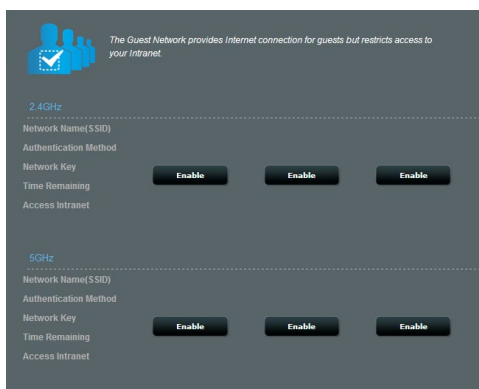 The Guest Network provides Internet connection for guests but restricts access to
your Intranet.
2.4GHz
Network Name(SSID)
Authentication Method
Network Key
Enable Enable Enable
Time Remaining
Access Intranet
5GHz
Network Name(SSID)
Authentication Method
Network Key
Enable Enable Enable
Time Remaining
Access Intranet